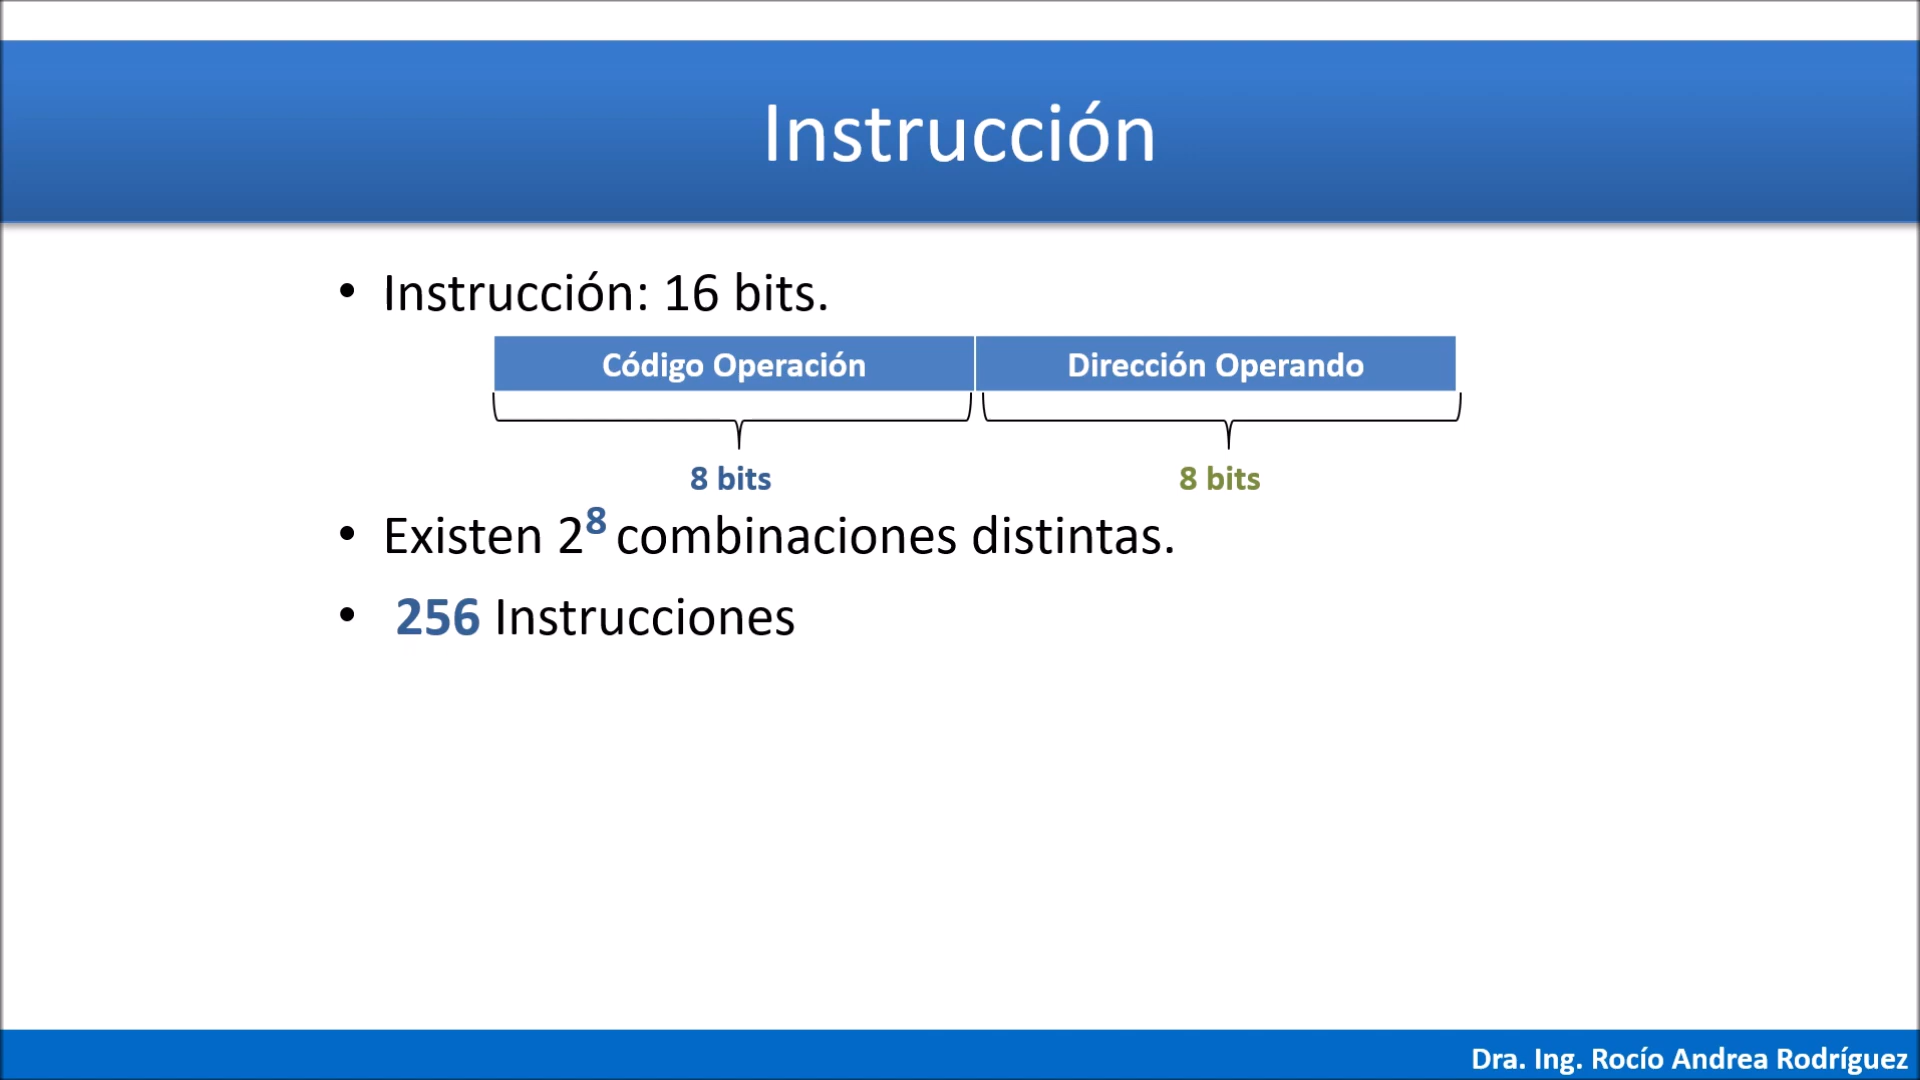 Instrucción
• Instrucción: 16 bits.
Código Operación Dirección Operando
8 bits 8 bits
• Existen 2⁸ combinaciones distintas.
• 256 Instrucciones
Dra. Ing. Rocío Andrea Rodríguez